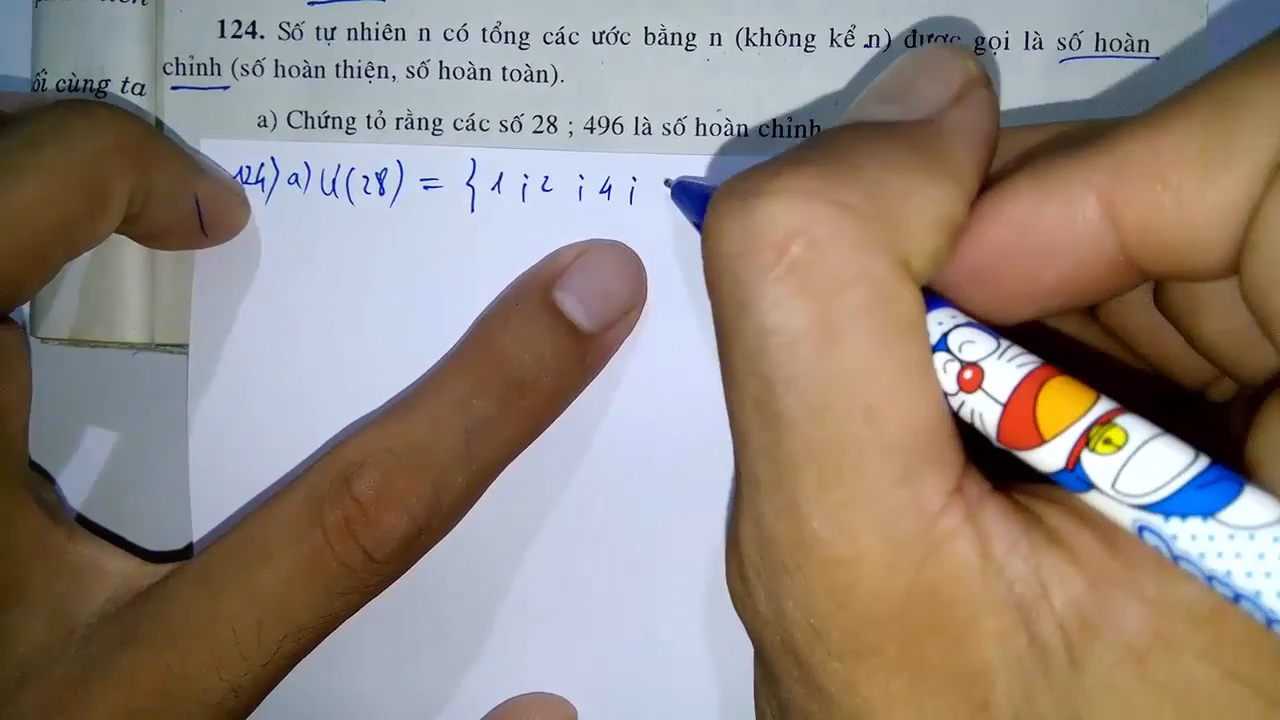 124. Số tự nhiên n có tổng các ước bằng n (không kể n) được gọi là số hoàn
chỉnh (số hoàn thiện, số hoàn toàn).
ối cùng ta
a) Chứng tỏ rằng các số 28 ; 496 là số hoàn chỉnh
124) a) Ư(28) = { 1 ; 2 ; 4 ;